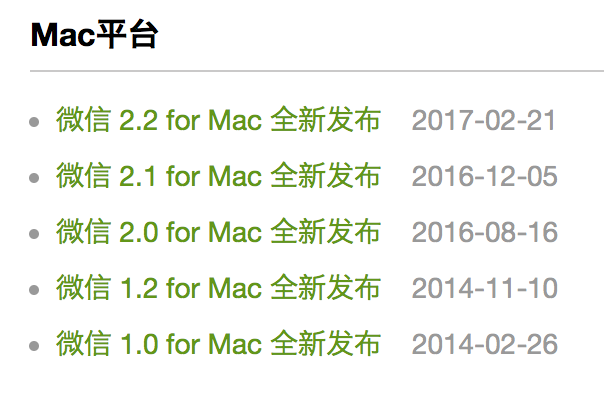 Mac平台
微信 2.2 for Mac 全新发布 2017-02-21
微信 2.1 for Mac 全新发布 2016-12-05
微信 2.0 for Mac 全新发布 2016-08-16
微信 1.2 for Mac 全新发布 2014-11-10
微信 1.0 for Mac 全新发布 2014-02-26